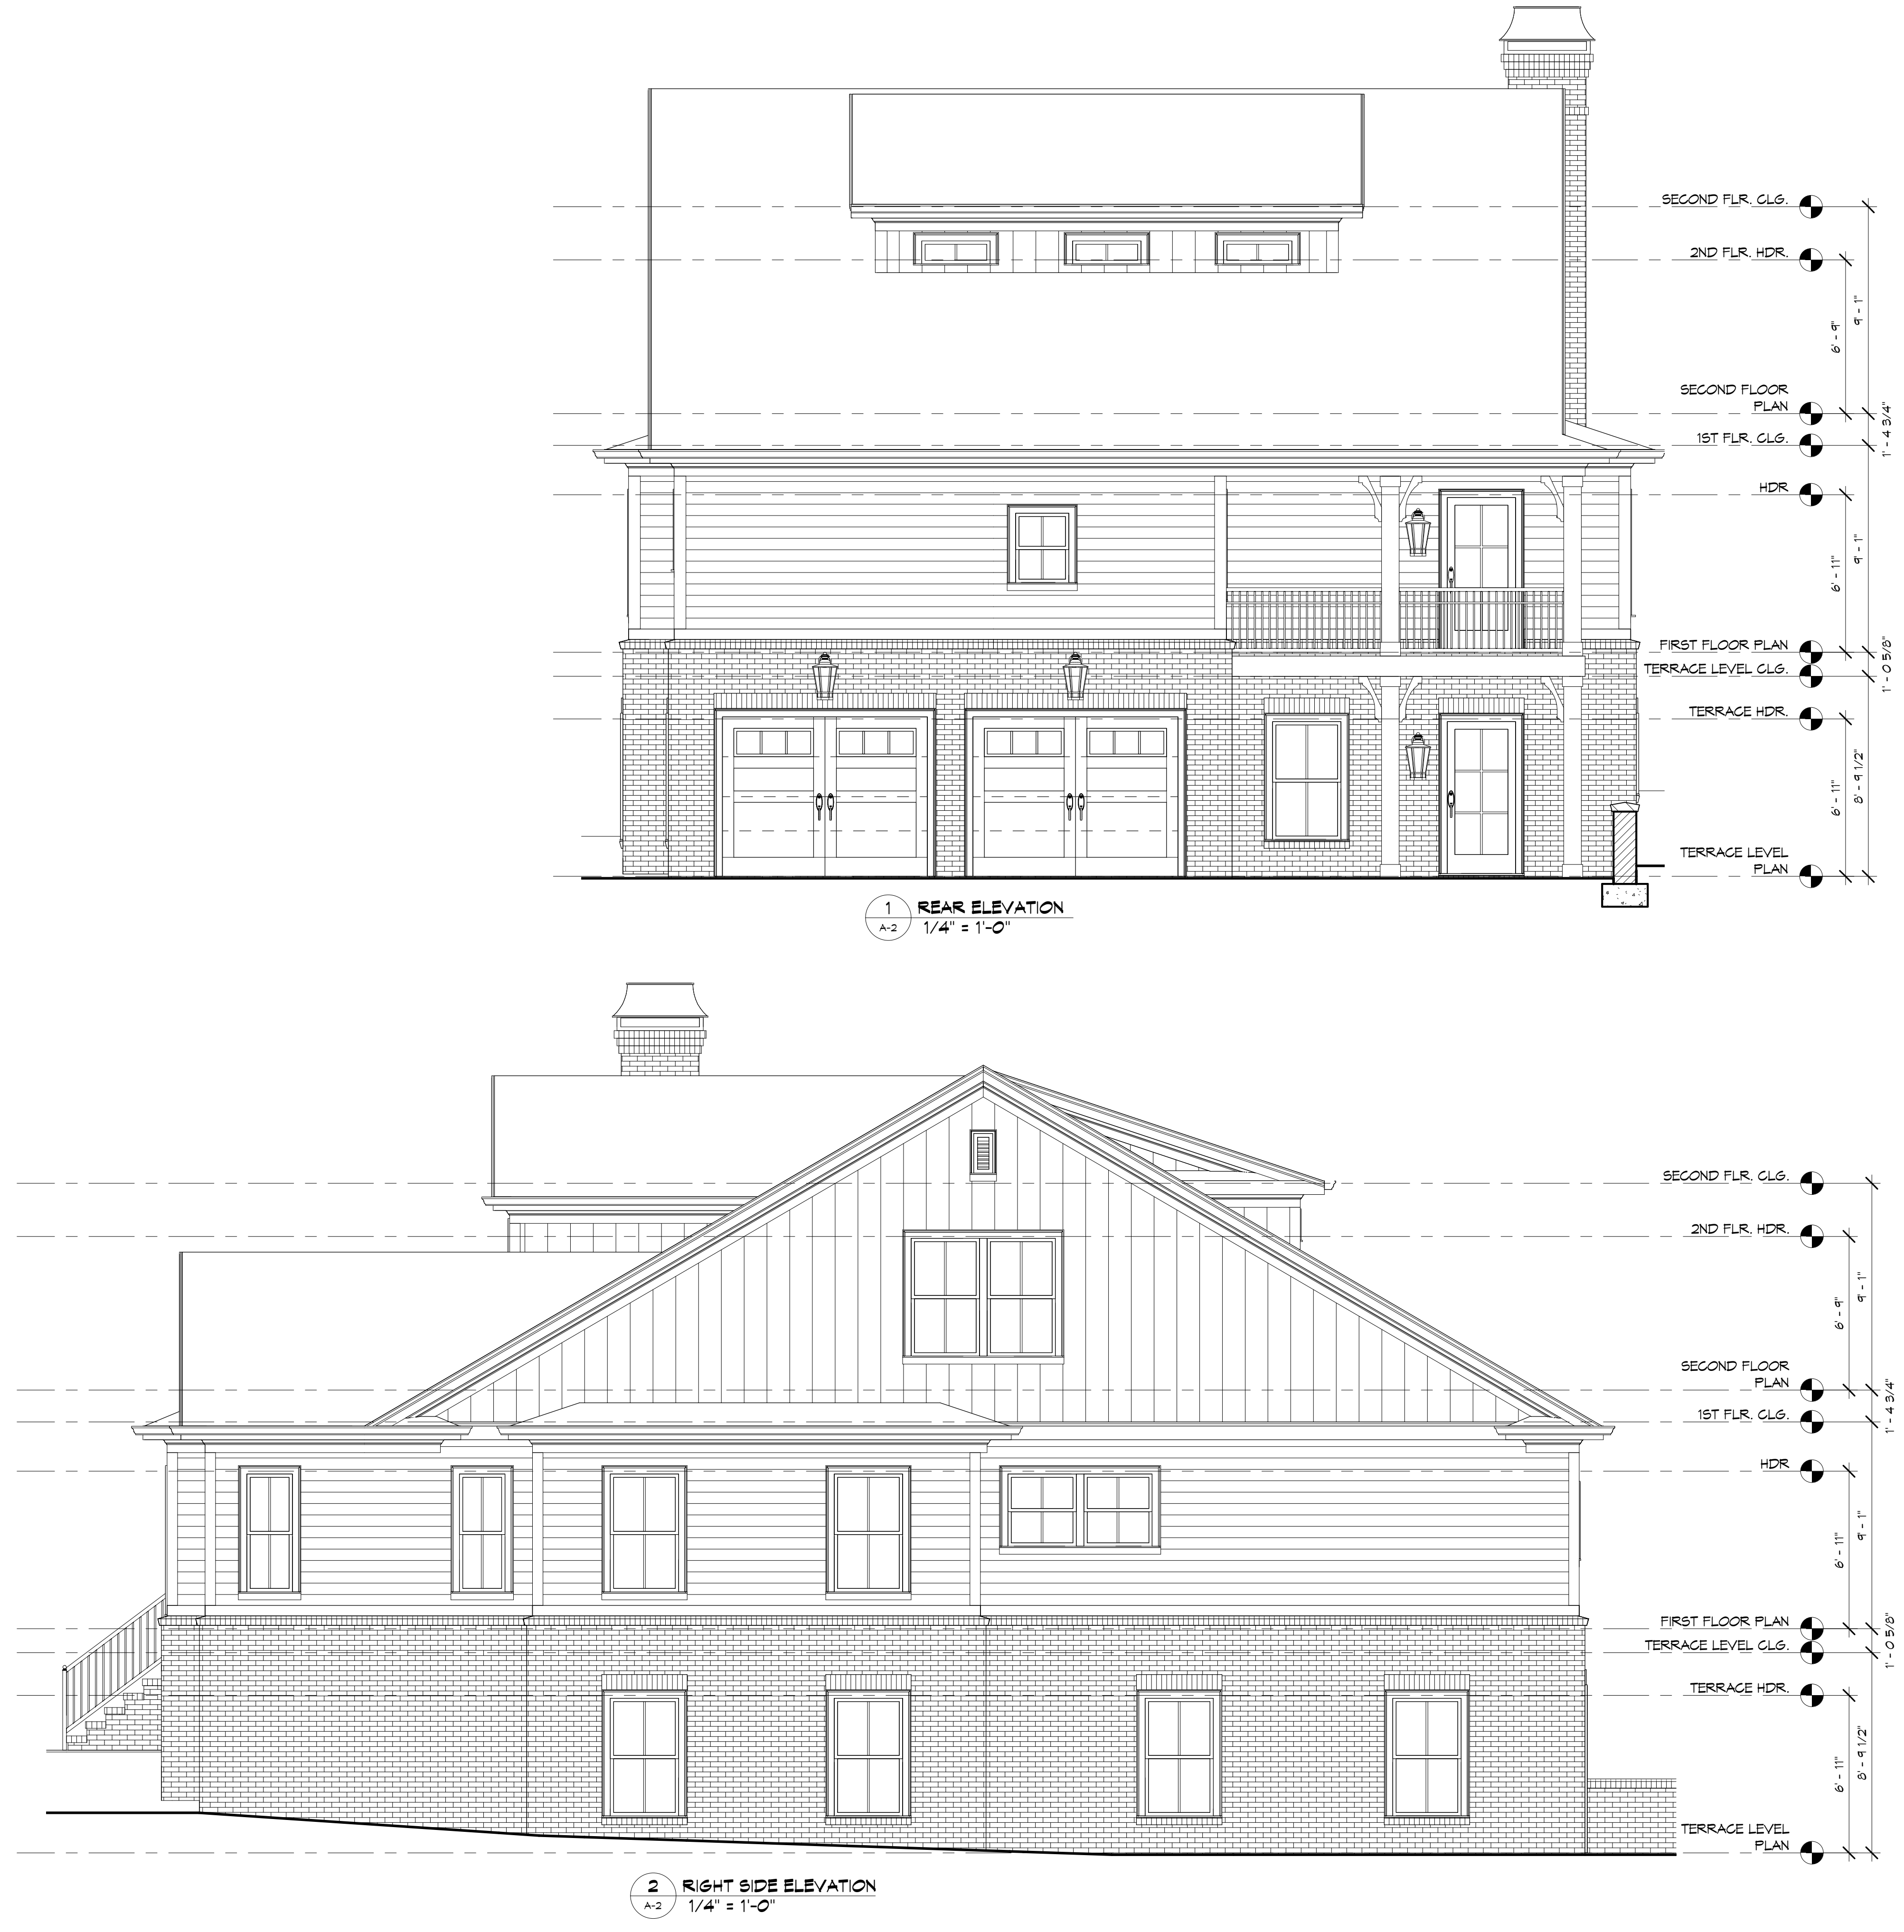 SECOND FLR. CLG.
2ND FLR. HDR.
9' - 1"
6' - 9"
SECOND FLOOR
PLAN
1' - 4 3/4"
1ST FLR. CLG.
HDR
9' - 1"
6' - 11"
FIRST FLOOR PLAN
1' - 0 5/8"
TERRACE LEVEL CLG.
TERRACE HDR.
8' - 9 1/2"
6' - 11"
TERRACE LEVEL
PLAN
1
A-2
REAR ELEVATION
1/4" = 1'-0"
SECOND FLR. CLG.
2ND FLR. HDR.
9' - 1"
6' - 9"
SECOND FLOOR
PLAN
1' - 4 3/4"
1ST FLR. CLG.
HDR
9' - 1"
6' - 11"
FIRST FLOOR PLAN
1' - 0 5/8"
TERRACE LEVEL CLG.
TERRACE HDR.
8' - 9 1/2"
6' - 11"
TERRACE LEVEL
PLAN
2
A-2
RIGHT SIDE ELEVATION
1/4" = 1'-0"